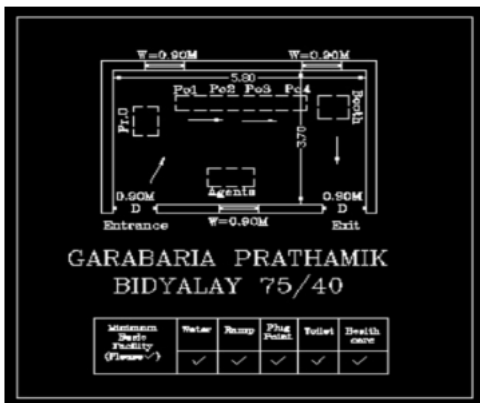 W=0.90M W=0.90M
5.80
Po1 Po2 Po3 Po4
Pr.O
Booth
3.70
Agents
0.90M 0.90M
D D
W=0.90M
Entrance Exit
GARABARIA PRATHAMIK
BIDYALAY 75/40
Minimum Basic Facility (Please ✓) Water Ramp Plug Point Toilet Health care
✓ ✓ ✓ ✓ ✓